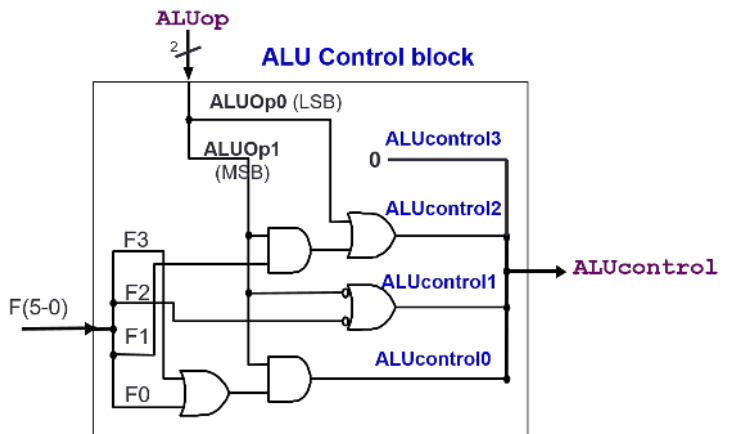 ALUop
2
ALU Control block
ALUOp0 (LSB)
ALUOp1
(MSB)
ALUcontrol3
0
ALUcontrol2
F3
ALUcontrol
ALUcontrol1
F2
F(5-0)
F1
ALUcontrol0
F0